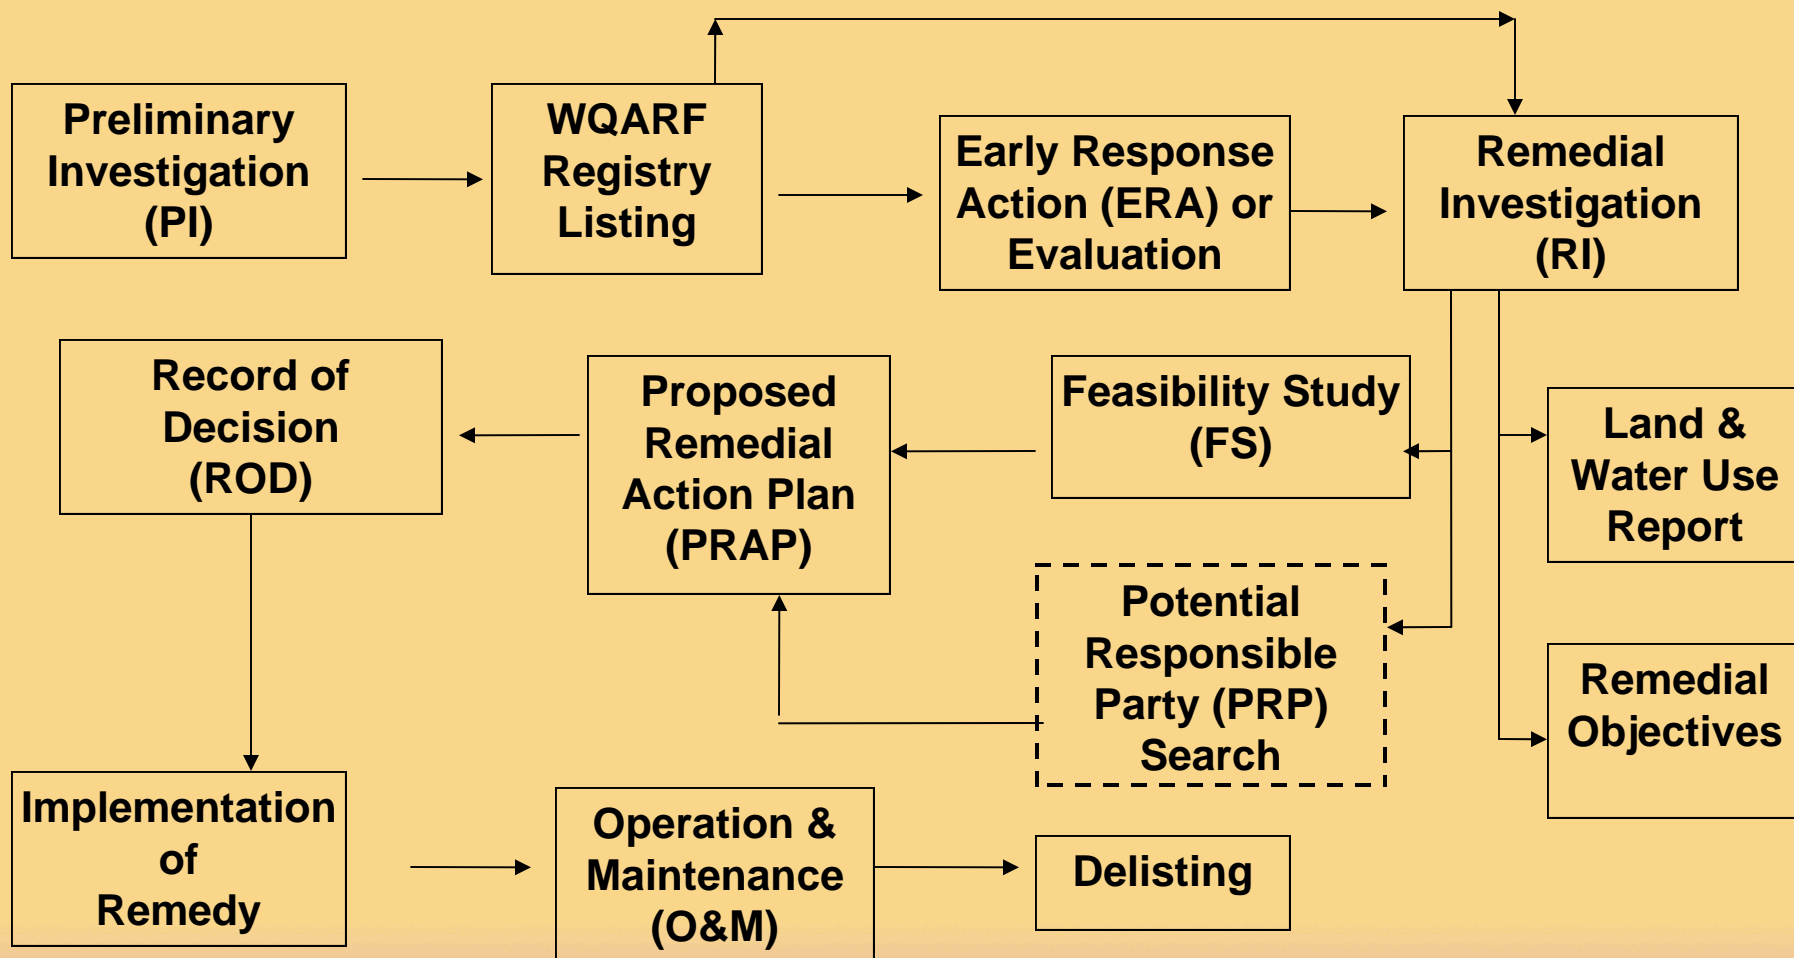 Preliminary
Investigation
(PI)
WQARF
Registry
Listing
Early Response
Action (ERA) or
Evaluation
Remedial
Investigation
(RI)
Record of
Decision
(ROD)
Proposed
Remedial
Action Plan
(PRAP)
Feasibility Study
(FS)
Land &
Water Use
Report
Potential
Responsible
Party (PRP)
Search
Remedial
Objectives
Implementation
of
Remedy
Operation &
Maintenance
(O&M)
Delisting